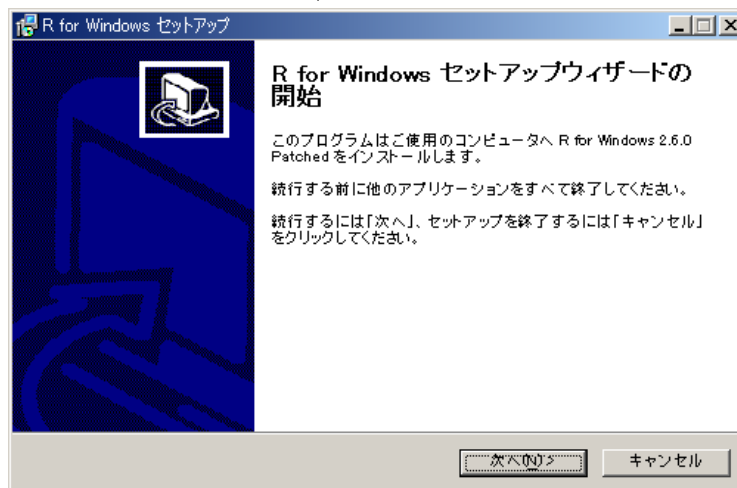 R for Windows セットアップ
R for Windows セットアップウィザードの
開始
このプログラムはご使用のコンピュータへ R for Windows 2.6.0
Patched をインストールします。
続行する前に他のアプリケーションをすべて終了してください。
続行するには「次へ」、セットアップを終了するには「キャンセル」
をクリックしてください。
次へ(N) >
キャンセル